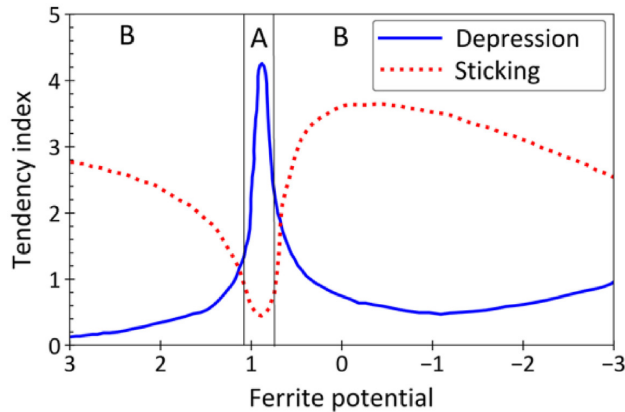 5
4
3
2
1
0
Tendency index
B
A
B
Depression
Sticking
3
2
1
0
−1
−2
−3
Ferrite potential